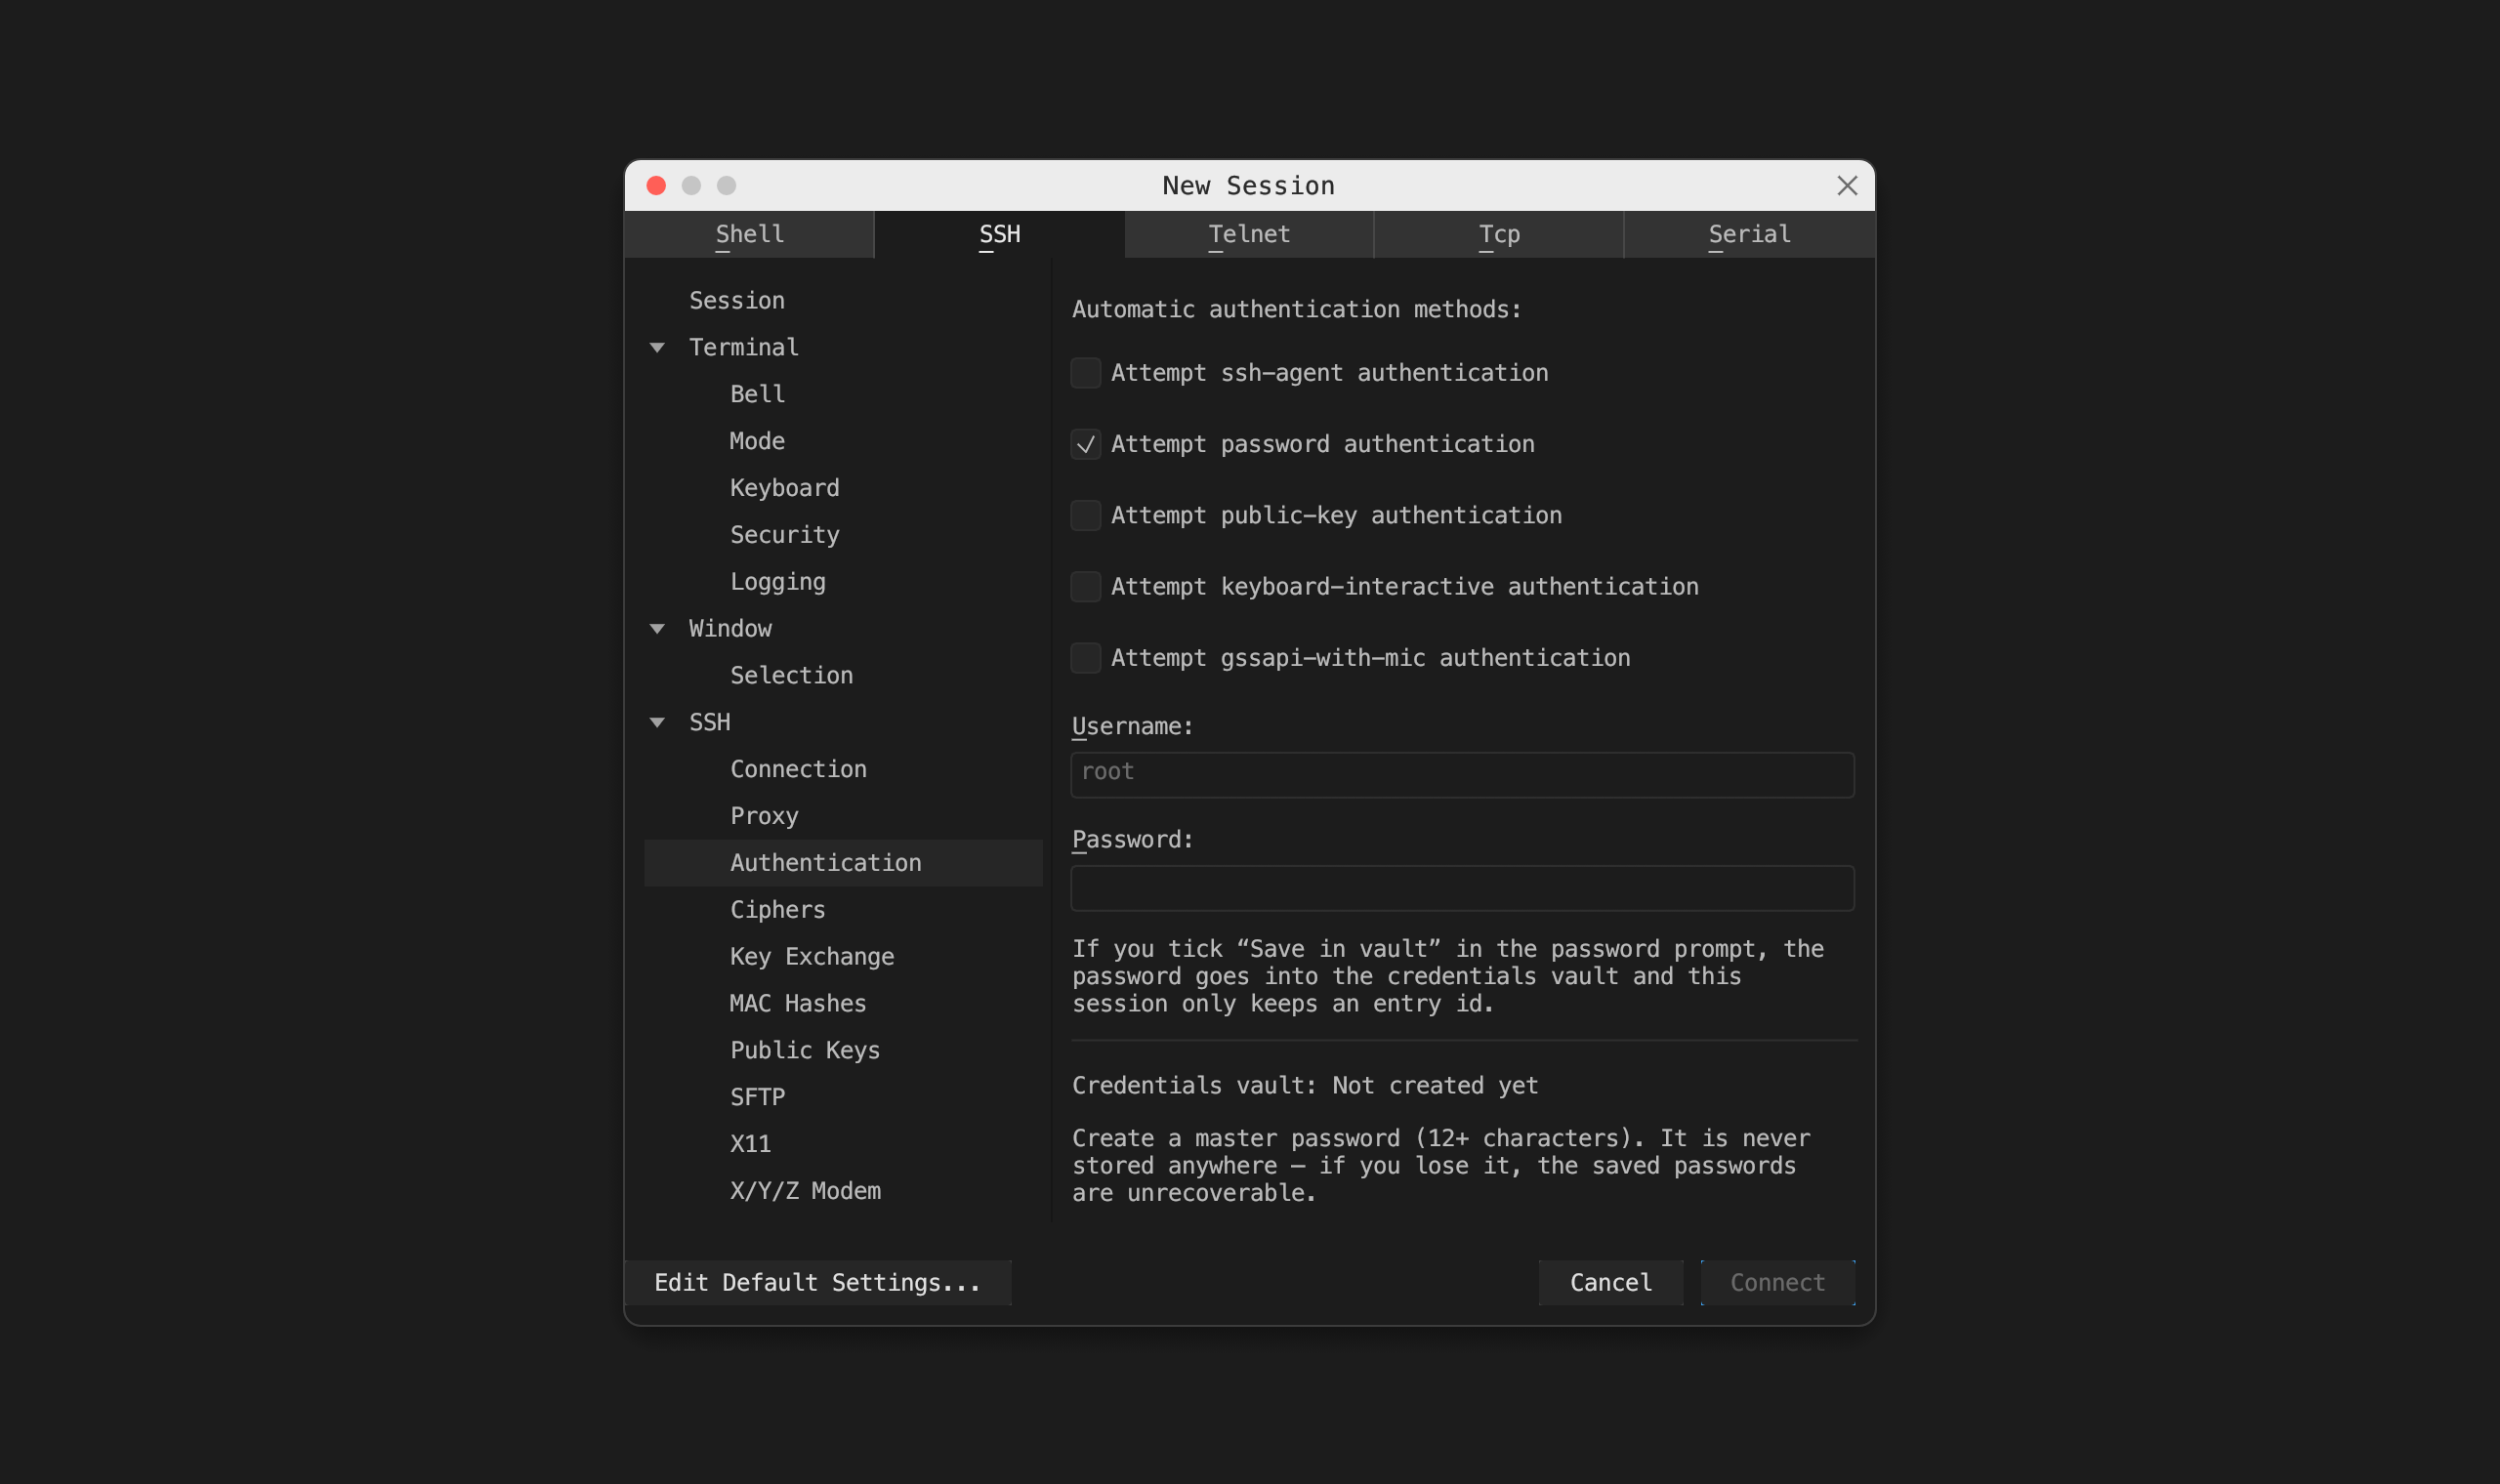 New Session
Shell
SSH
Telnet
Tcp
Serial
Session
Terminal
Bell
Mode
Keyboard
Security
Logging
Window
Selection
SSH
Connection
Proxy
Authentication
Ciphers
Key Exchange
MAC Hashes
Public Keys
SFTP
X11
X/Y/Z Modem
Automatic authentication methods:
Attempt ssh-agent authentication
Attempt password authentication
Attempt public-key authentication
Attempt keyboard-interactive authentication
Attempt gssapi-with-mic authentication
Username:
root
Password:
If you tick “Save in vault” in the password prompt, the
password goes into the credentials vault and this
session only keeps an entry id.
Credentials vault: Not created yet
Create a master password (12+ characters). It is never
stored anywhere — if you lose it, the saved passwords
are unrecoverable.
Edit Default Settings...
Cancel
Connect